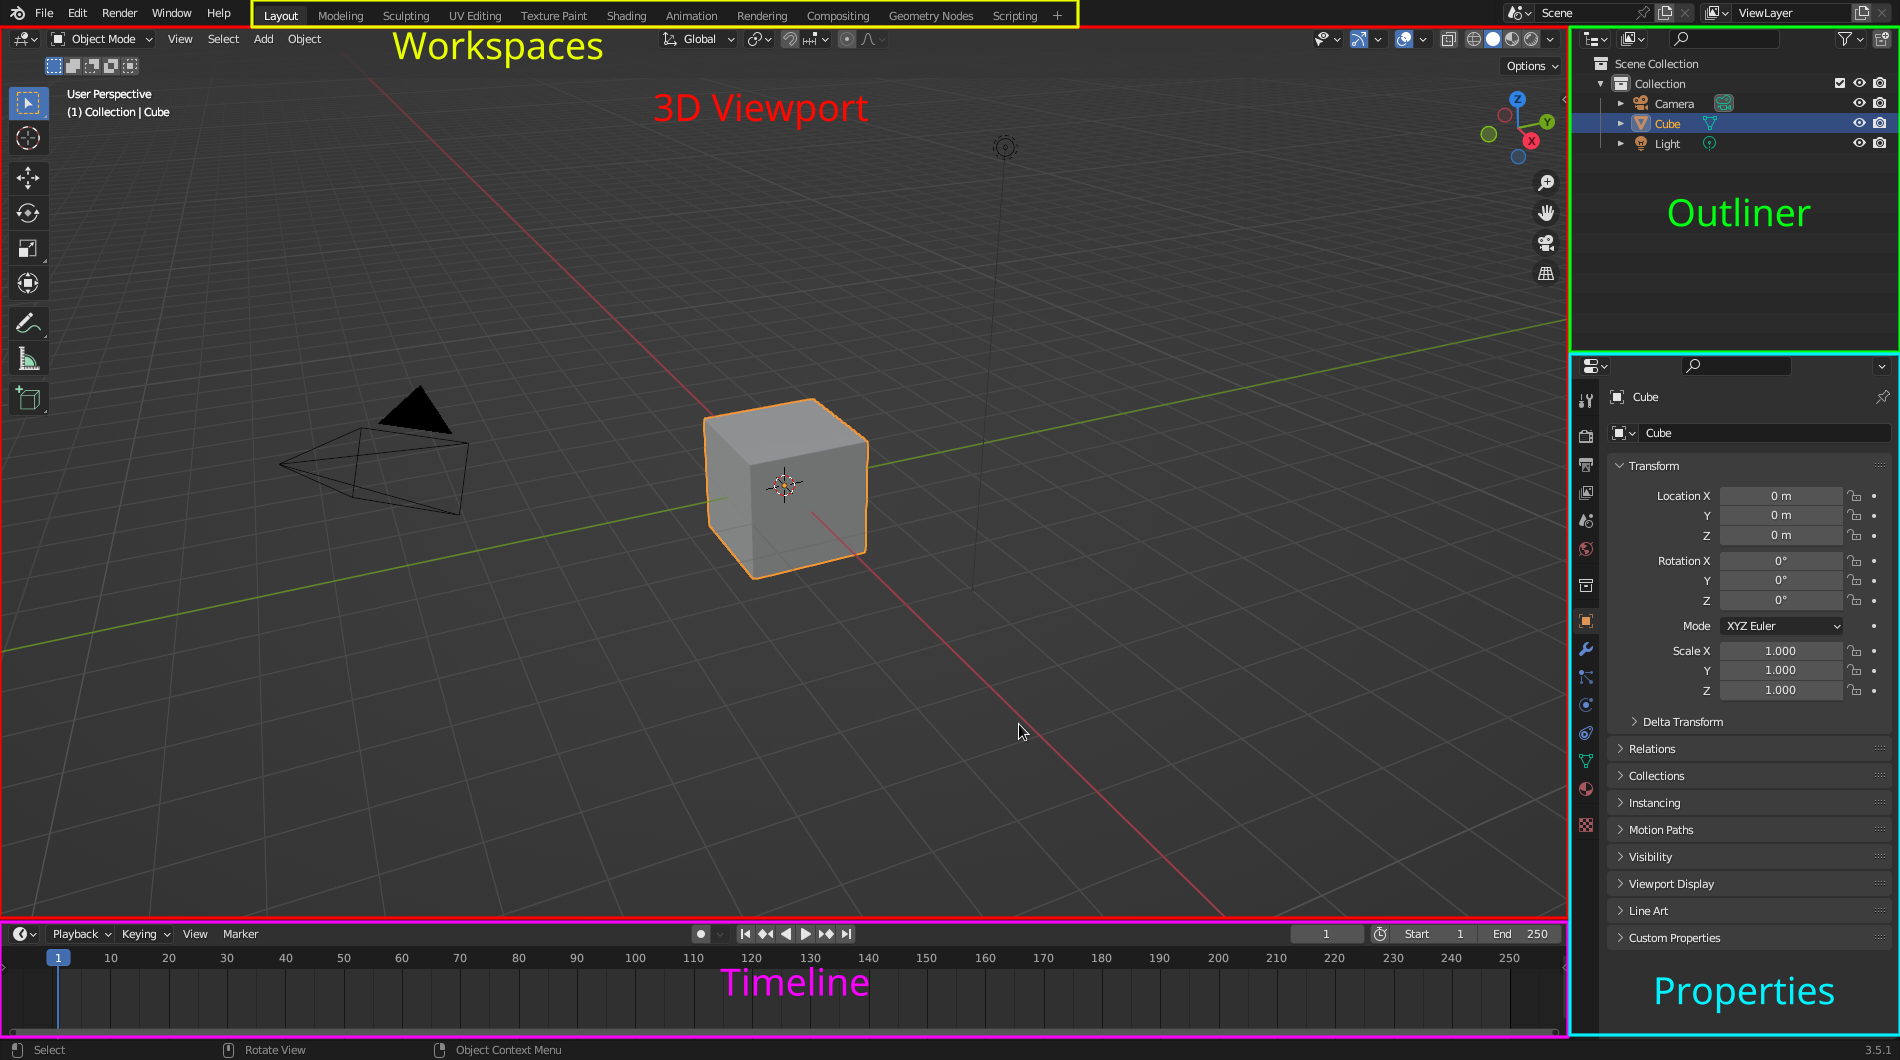 File Edit Render Window Help Layout Modeling Sculpting UV Editing Texture Paint Shading Animation Rendering Compositing Geometry Nodes Scripting + Scene ViewLayer
Object Mode View Select Add Object Global
Workspaces
Options
User Perspective
(1) Collection | Cube
3D Viewport
Z
Y
X
Scene Collection
Collection
Camera
Cube
Light
Outliner
Cube
Cube
Transform
Location X 0 m
Y 0 m
Z 0 m
Rotation X 0°
Y 0°
Z 0°
Mode XYZ Euler
Scale X 1.000
Y 1.000
Z 1.000
Delta Transform
Relations
Collections
Instancing
Motion Paths
Visibility
Viewport Display
Line Art
Custom Properties
Properties
Playback Keying View Marker 1 Start 1 End 250
1 10 20 30 40 50 60 70 80 90 100 110 120 130 140 150 160 170 180 190 200 210 220 230 240 250
Timeline
Select Rotate View Object Context Menu 3.5.1